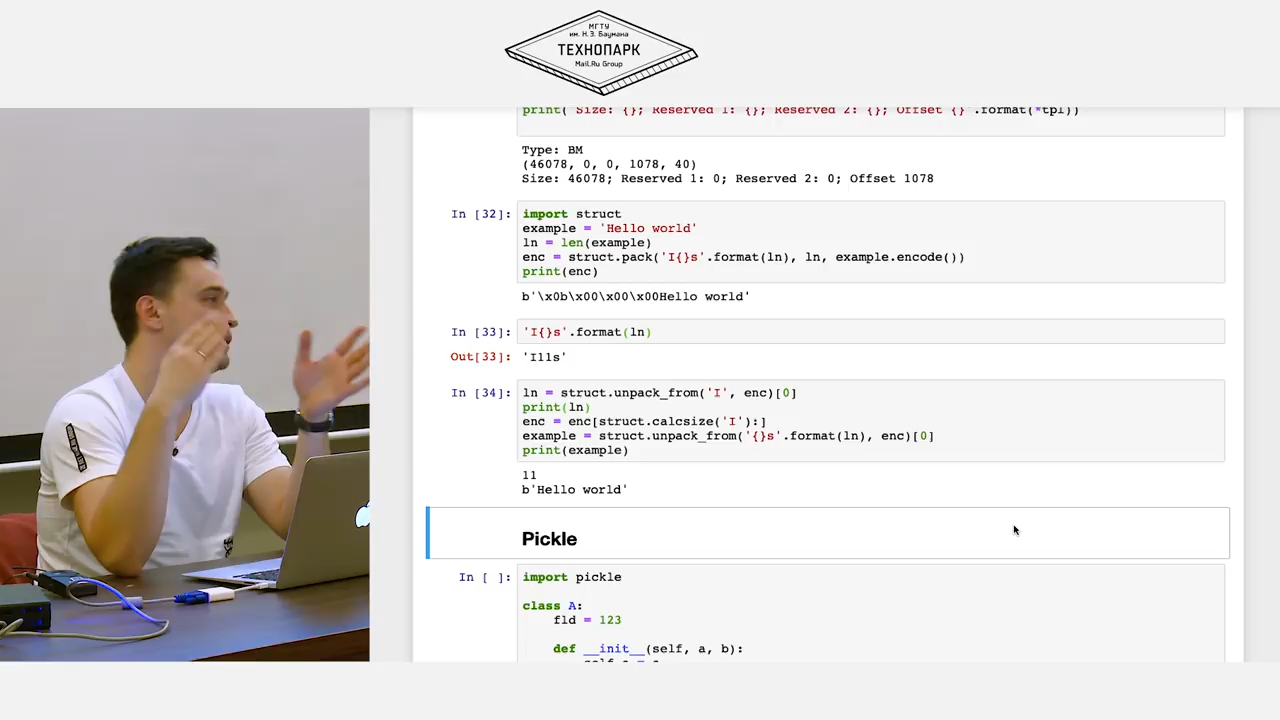 МГТУ
им. Н.Э. Баумана
ТЕХНОПАРК
Mail.Ru Group
print('Size: {}; Reserved 1: {}; Reserved 2: {}; Offset {}'.format(*tpl))
Type: BM
(46078, 0, 0, 1078, 40)
Size: 46078; Reserved 1: 0; Reserved 2: 0; Offset 1078
In [32]: import struct
example = 'Hello world'
ln = len(example)
enc = struct.pack('I{}s'.format(ln), ln, example.encode())
print(enc)
b'\x0b\x00\x00\x00Hello world'
In [33]: 'I{}s'.format(ln)
Out[33]: 'I11s'
In [34]: ln = struct.unpack_from('I', enc)[0]
print(ln)
enc = enc[struct.calcsize('I'):]
example = struct.unpack_from('{}s'.format(ln), enc)[0]
print(example)
11
b'Hello world'
Pickle
In [ ]: import pickle
class A:
fld = 123
def __init__(self, a, b):